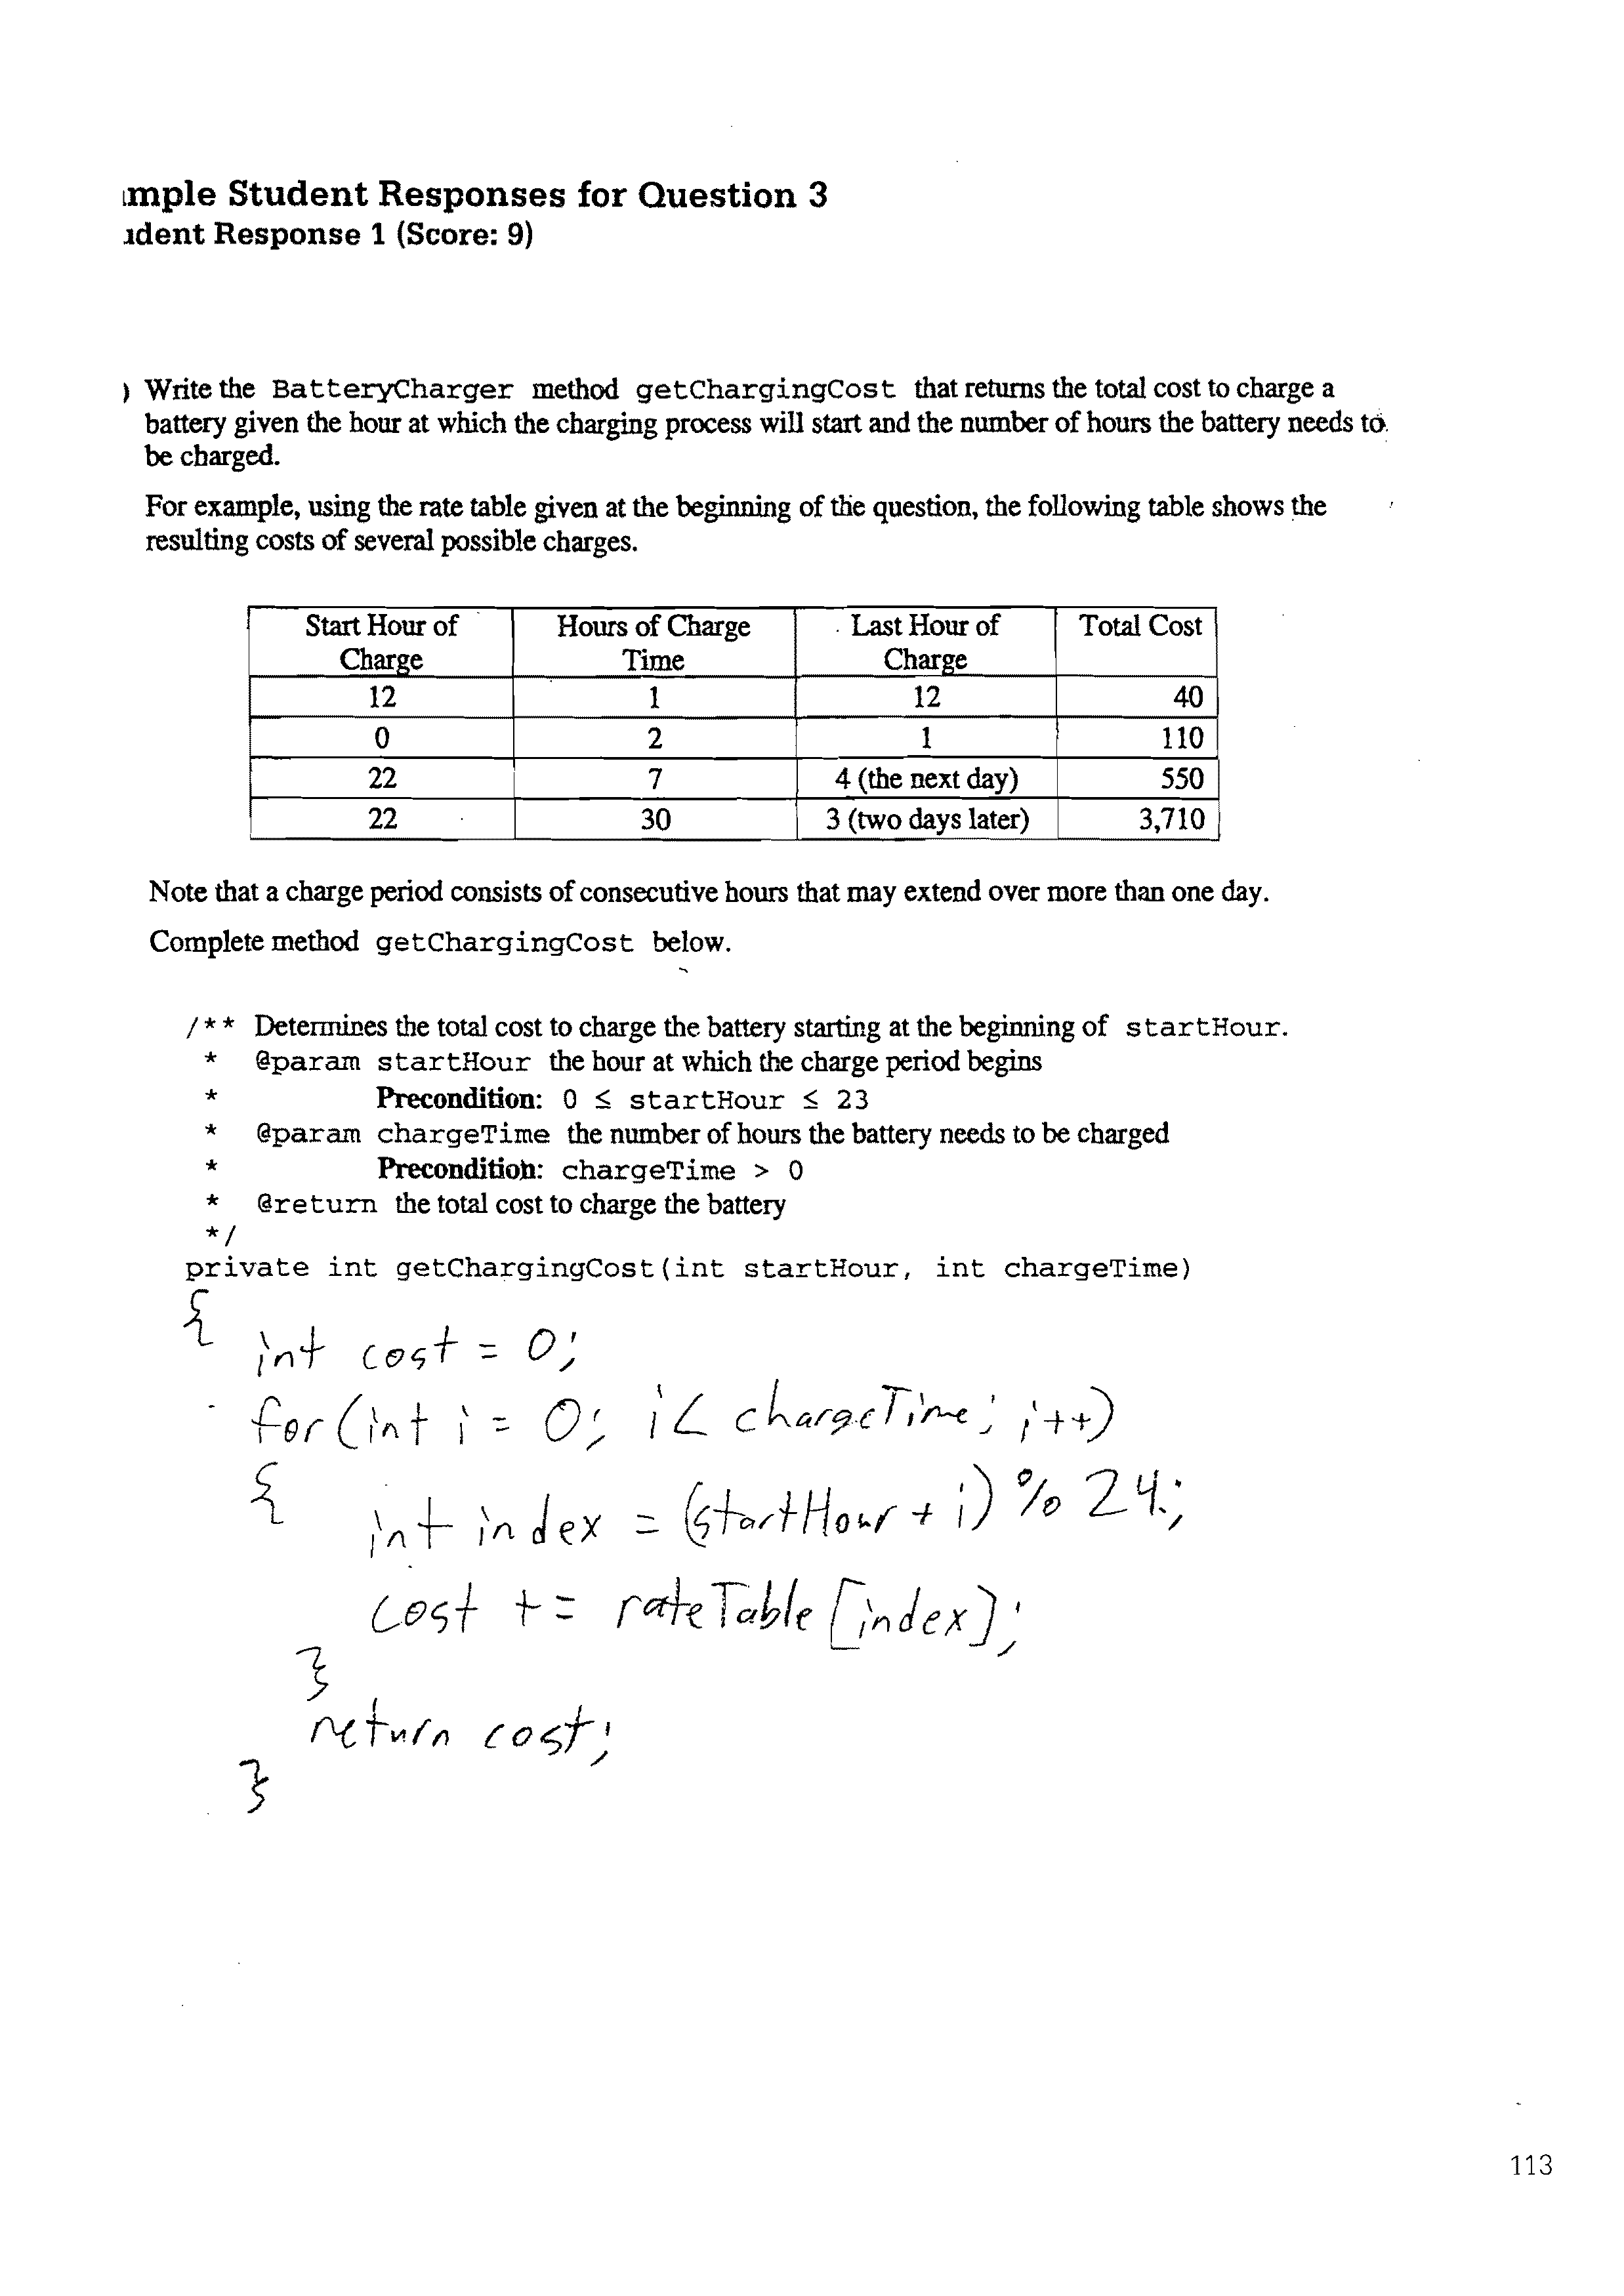 mple Student Responses for Question 3
dent Response 1 (Score: 9)
) Write the BatteryCharger method getChargingCost that returns the total cost to charge a
battery given the hour at which the charging process will start and the number of hours the battery needs to
be charged.
For example, using the rate table given at the beginning of the question, the following table shows the
resulting costs of several possible charges.
Start Hour of Charge Hours of Charge Time Last Hour of Charge Total Cost
12 1 12 40
0 2 1 110
22 7 4 (the next day) 550
22 30 3 (two days later) 3,710
Note that a charge period consists of consecutive hours that may extend over more than one day.
Complete method getChargingCost below.
/** Determines the total cost to charge the battery starting at the beginning of startHour.
* @param startHour the hour at which the charge period begins
* Precondition: 0 ≤ startHour ≤ 23
* @param chargeTime the number of hours the battery needs to be charged
* Precondition: chargeTime > 0
* @return the total cost to charge the battery
*/
private int getChargingCost(int startHour, int chargeTime)
{
int cost = 0;
for(int i = 0; i < chargeTime; i++)
{
int index = (startHour + i) % 24;
cost += rateTable[index];
}
return cost;
}
113